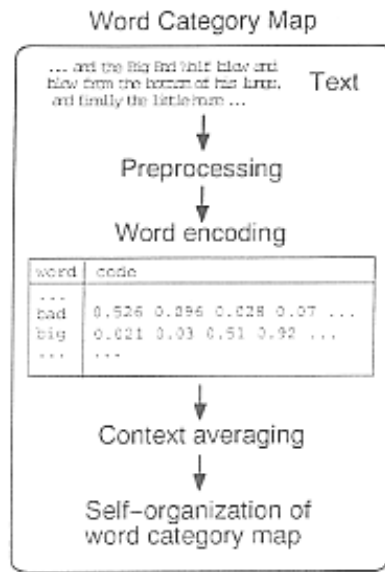 Word Category Map
... and the Big Bad Wolf blew and
blew from the bottom of his lungs,
and finally the little house ...
Text
Preprocessing
Word encoding
word code
...
bad 0.526 0.096 0.028 0.07 ...
big 0.021 0.03 0.51 0.92 ...
... ...
Context averaging
Self-organization of
word category map